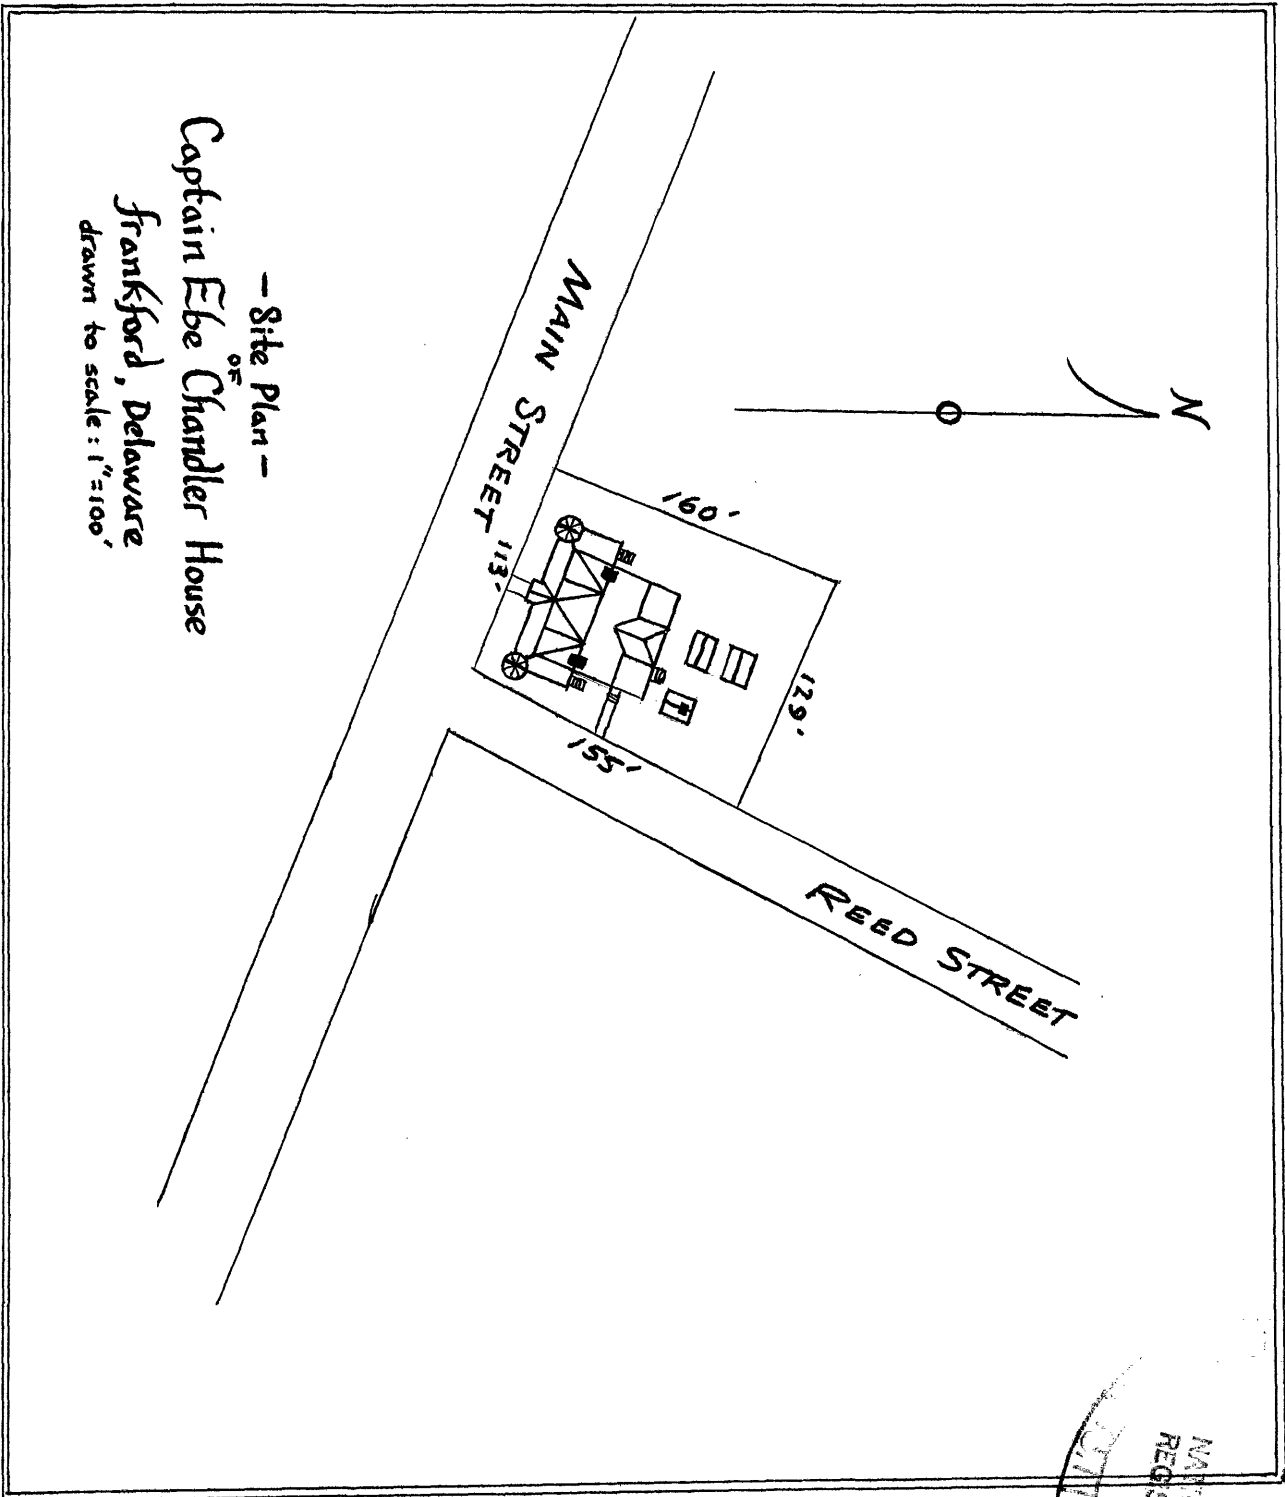 — Site Plan —
OF
Captain Ebe Chandler House
frankford, Delaware
drawn to scale: 1"=100'
N
MAIN STREET
113'
160'
129'
155'
REED STREET